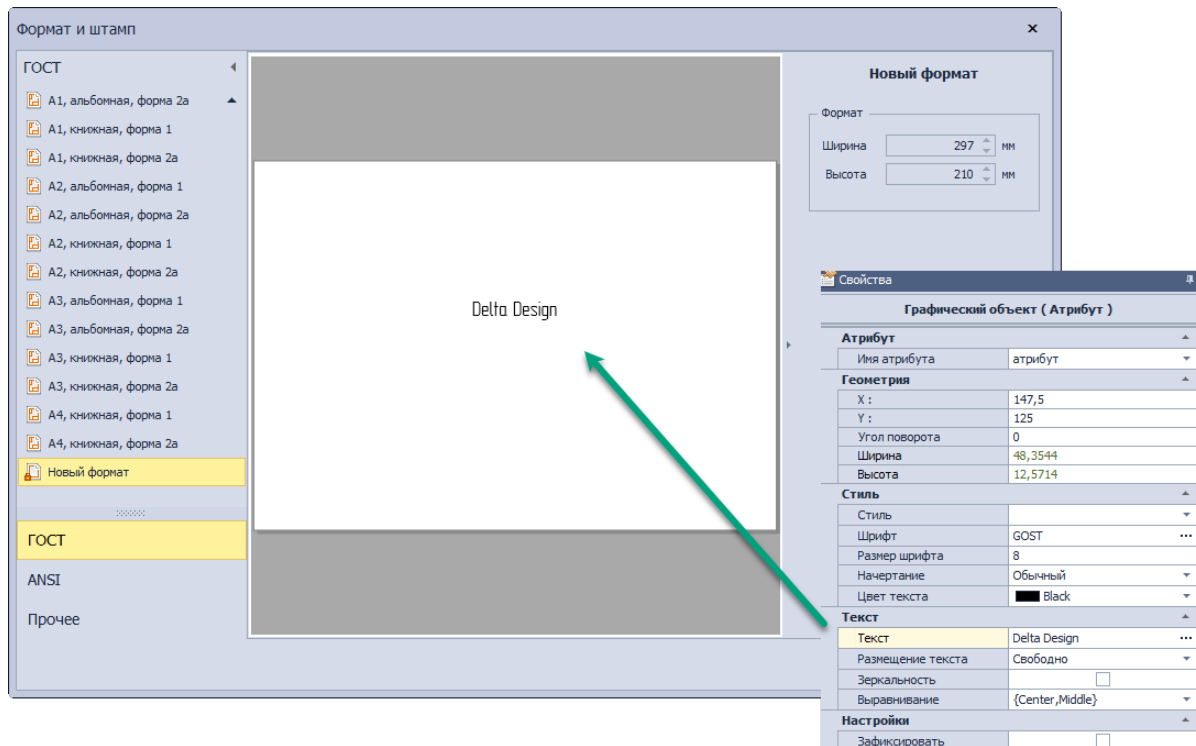 Формат и штамп
ГОСТ
А1, альбомная, форма 2а
А1, книжная, форма 1
А1, книжная, форма 2а
А2, альбомная, форма 1
А2, альбомная, форма 2а
А2, книжная, форма 1
А2, книжная, форма 2а
А3, альбомная, форма 1
А3, альбомная, форма 2а
А3, книжная, форма 1
А3, книжная, форма 2а
А4, книжная, форма 1
А4, книжная, форма 2а
Новый формат
ГОСТ
ANSI
Прочее
Delta Design
Новый формат
Формат
Ширина 297 мм
Высота 210 мм
Свойства
Графический объект ( Атрибут )
Атрибут
Имя атрибута атрибут
Геометрия
X : 147,5
Y : 125
Угол поворота 0
Ширина 48,3544
Высота 12,5714
Стиль
Стиль
Шрифт GOST
Размер шрифта 8
Начертание Обычный
Цвет текста Black
Текст
Текст Delta Design
Размещение текста Свободно
Зеркальность
Выравнивание {Center,Middle}
Настройки
Зафиксировать